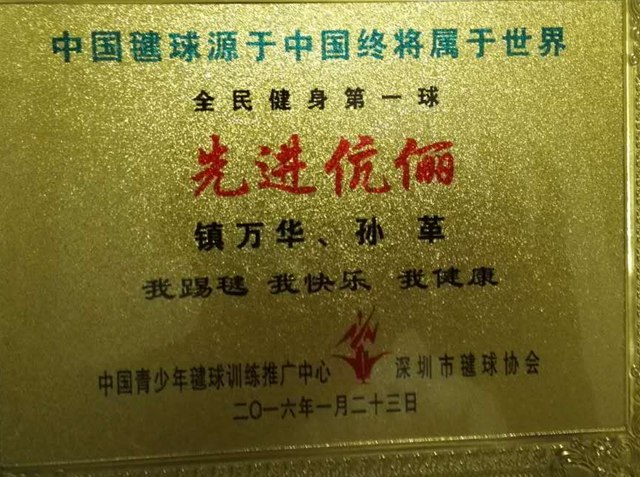 中国毽球源于中国终将属于世界
全民健身第一球
先进伉俪
镇万华、孙 革
我踢毽 我快乐 我健康
中国青少年毽球训练推广中心 深圳市毽球协会
二〇一六年一月二十三日